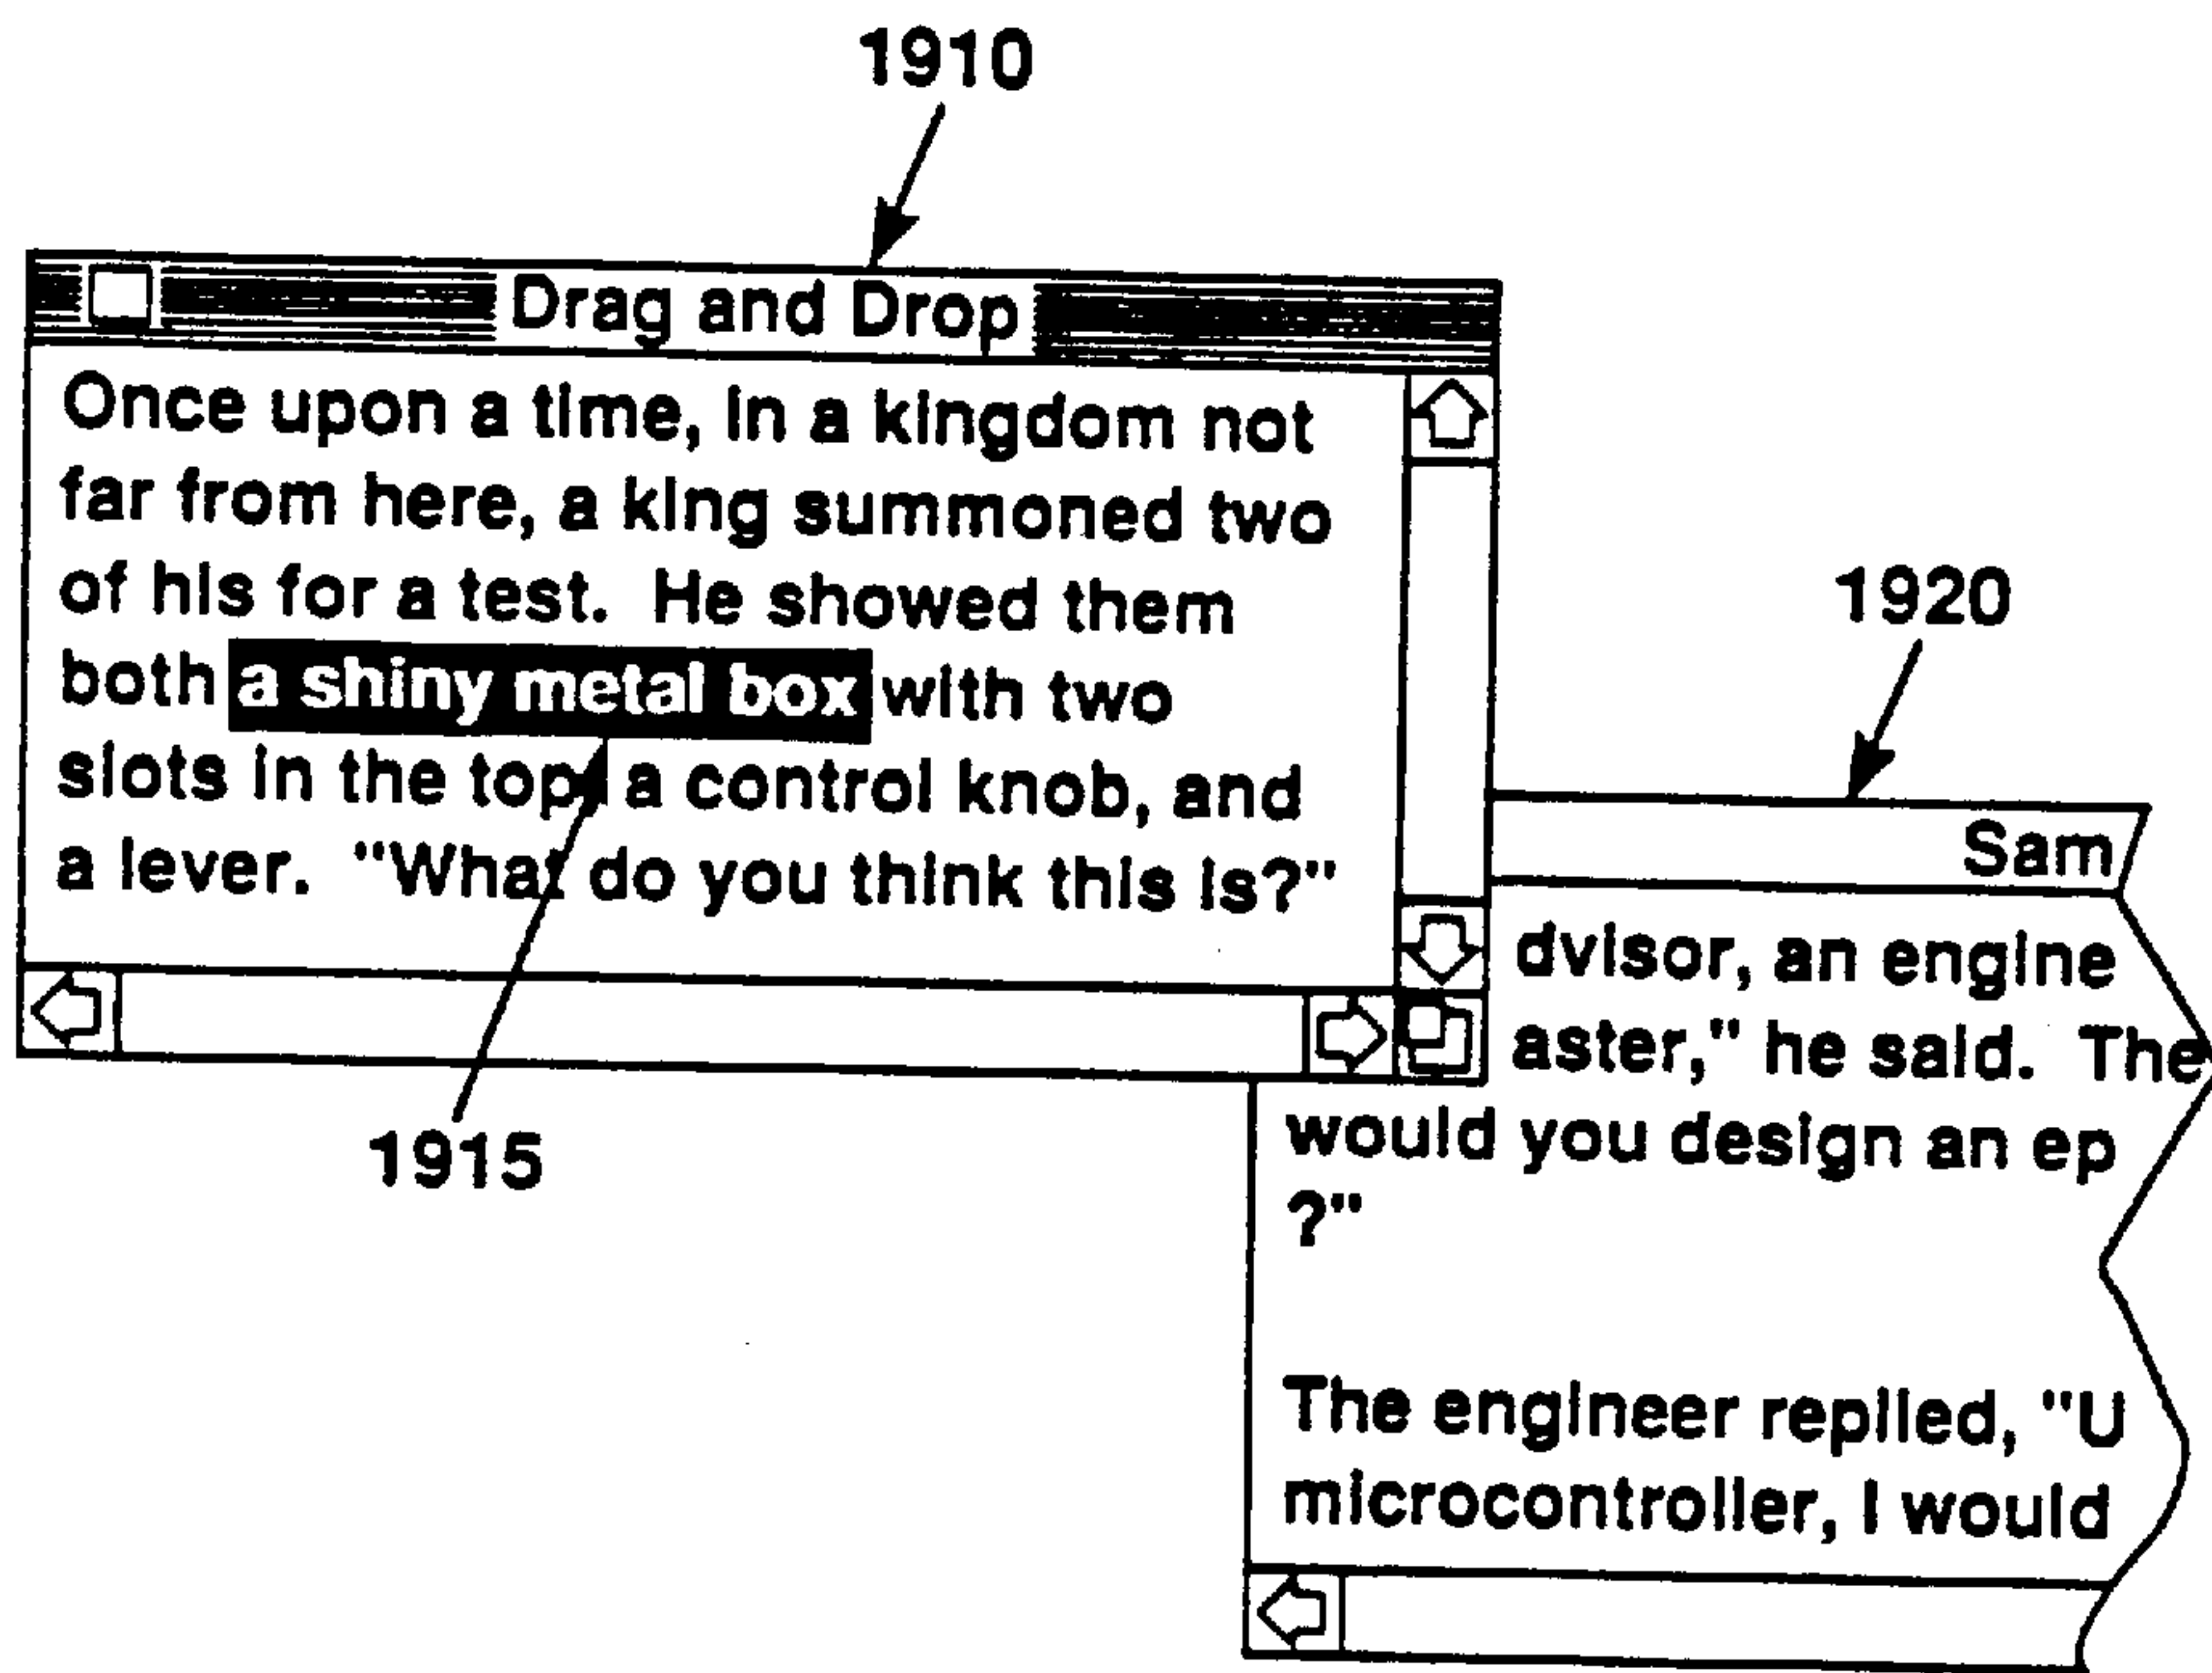 1910
Drag and Drop
Once upon a time, in a kingdom not
far from here, a king summoned two
of his for a test. He showed them
both a shiny metal box with two
slots in the top, a control knob, and
a lever. "What do you think this is?"
1915
1920
Sam
dvisor, an engine
aster," he said. The
would you design an ep
?"
The engineer replied, "U
microcontroller, I would